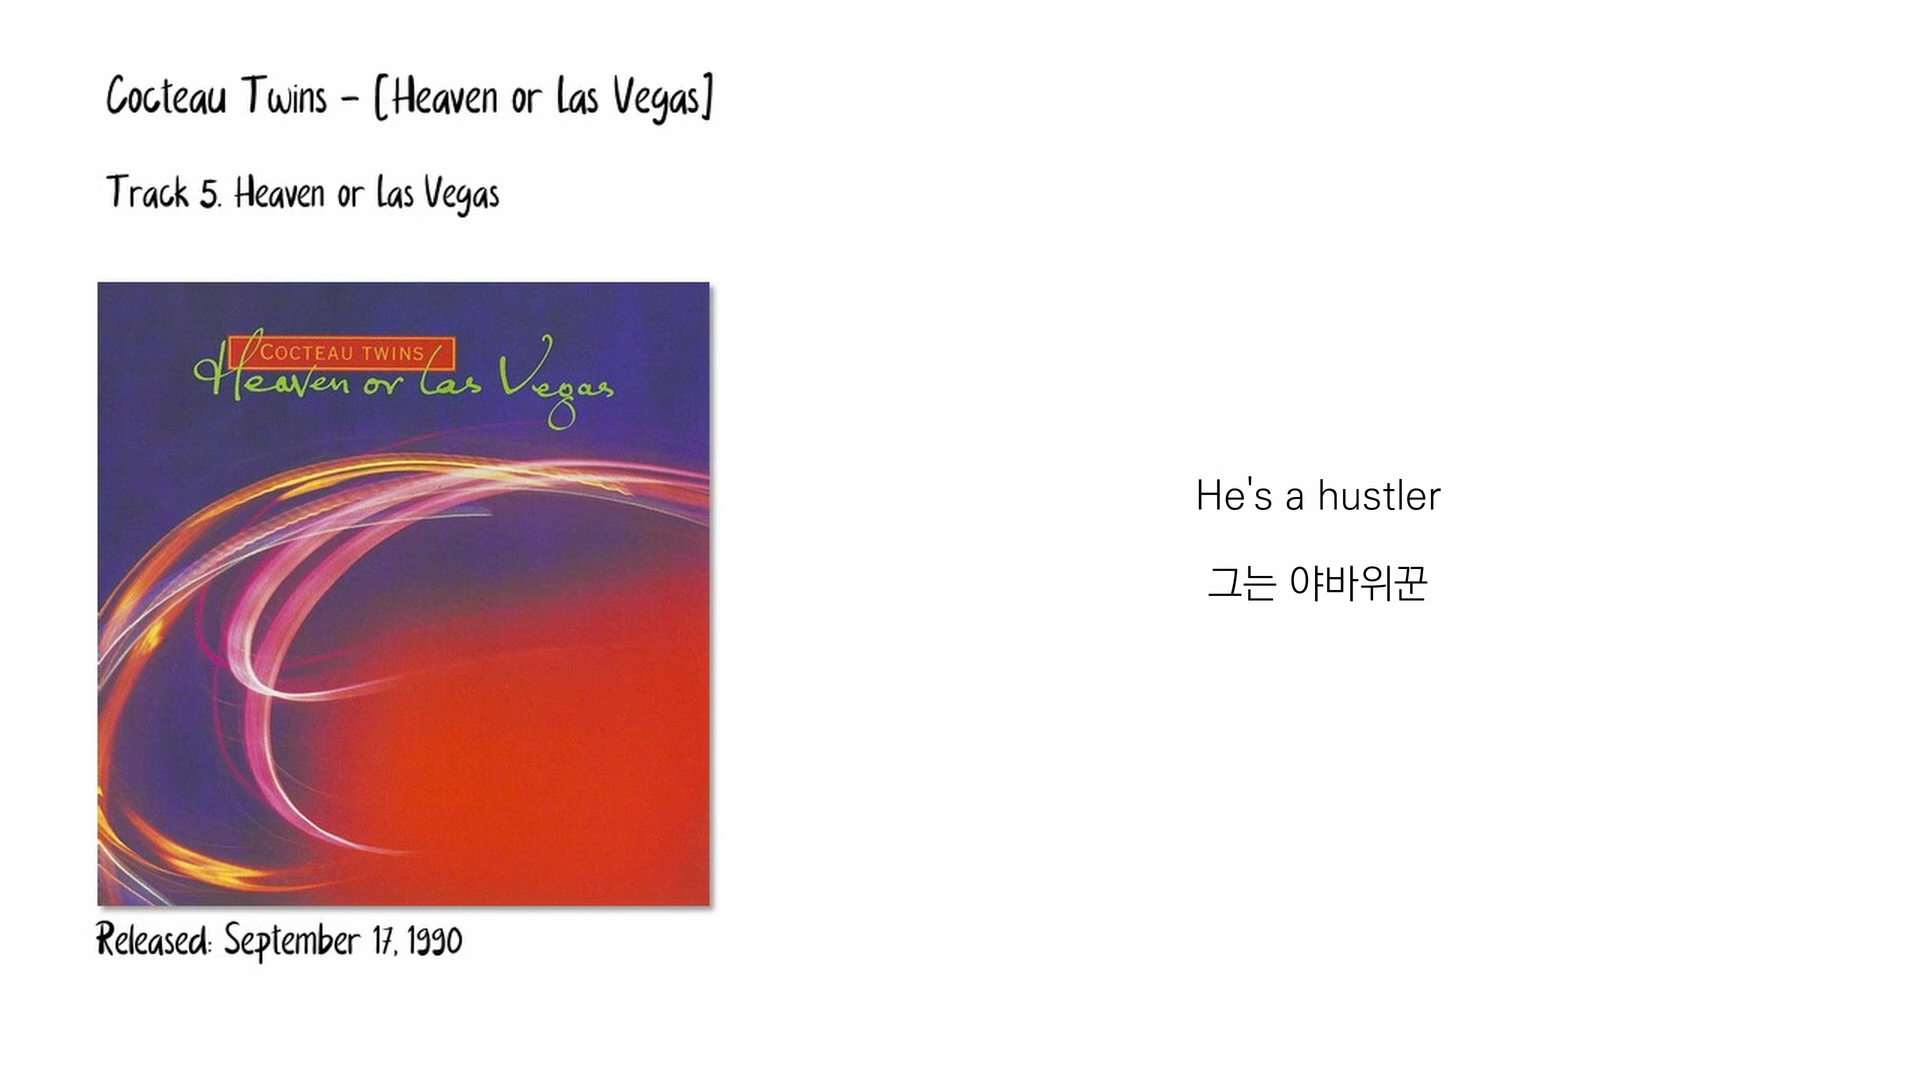 Cocteau Twins - [Heaven or Las Vegas]
Track 5. Heaven or Las Vegas
COCTEAU TWINS
Heaven or Las Vegas
He's a hustler
그는 야바위꾼
Released: September 17, 1990